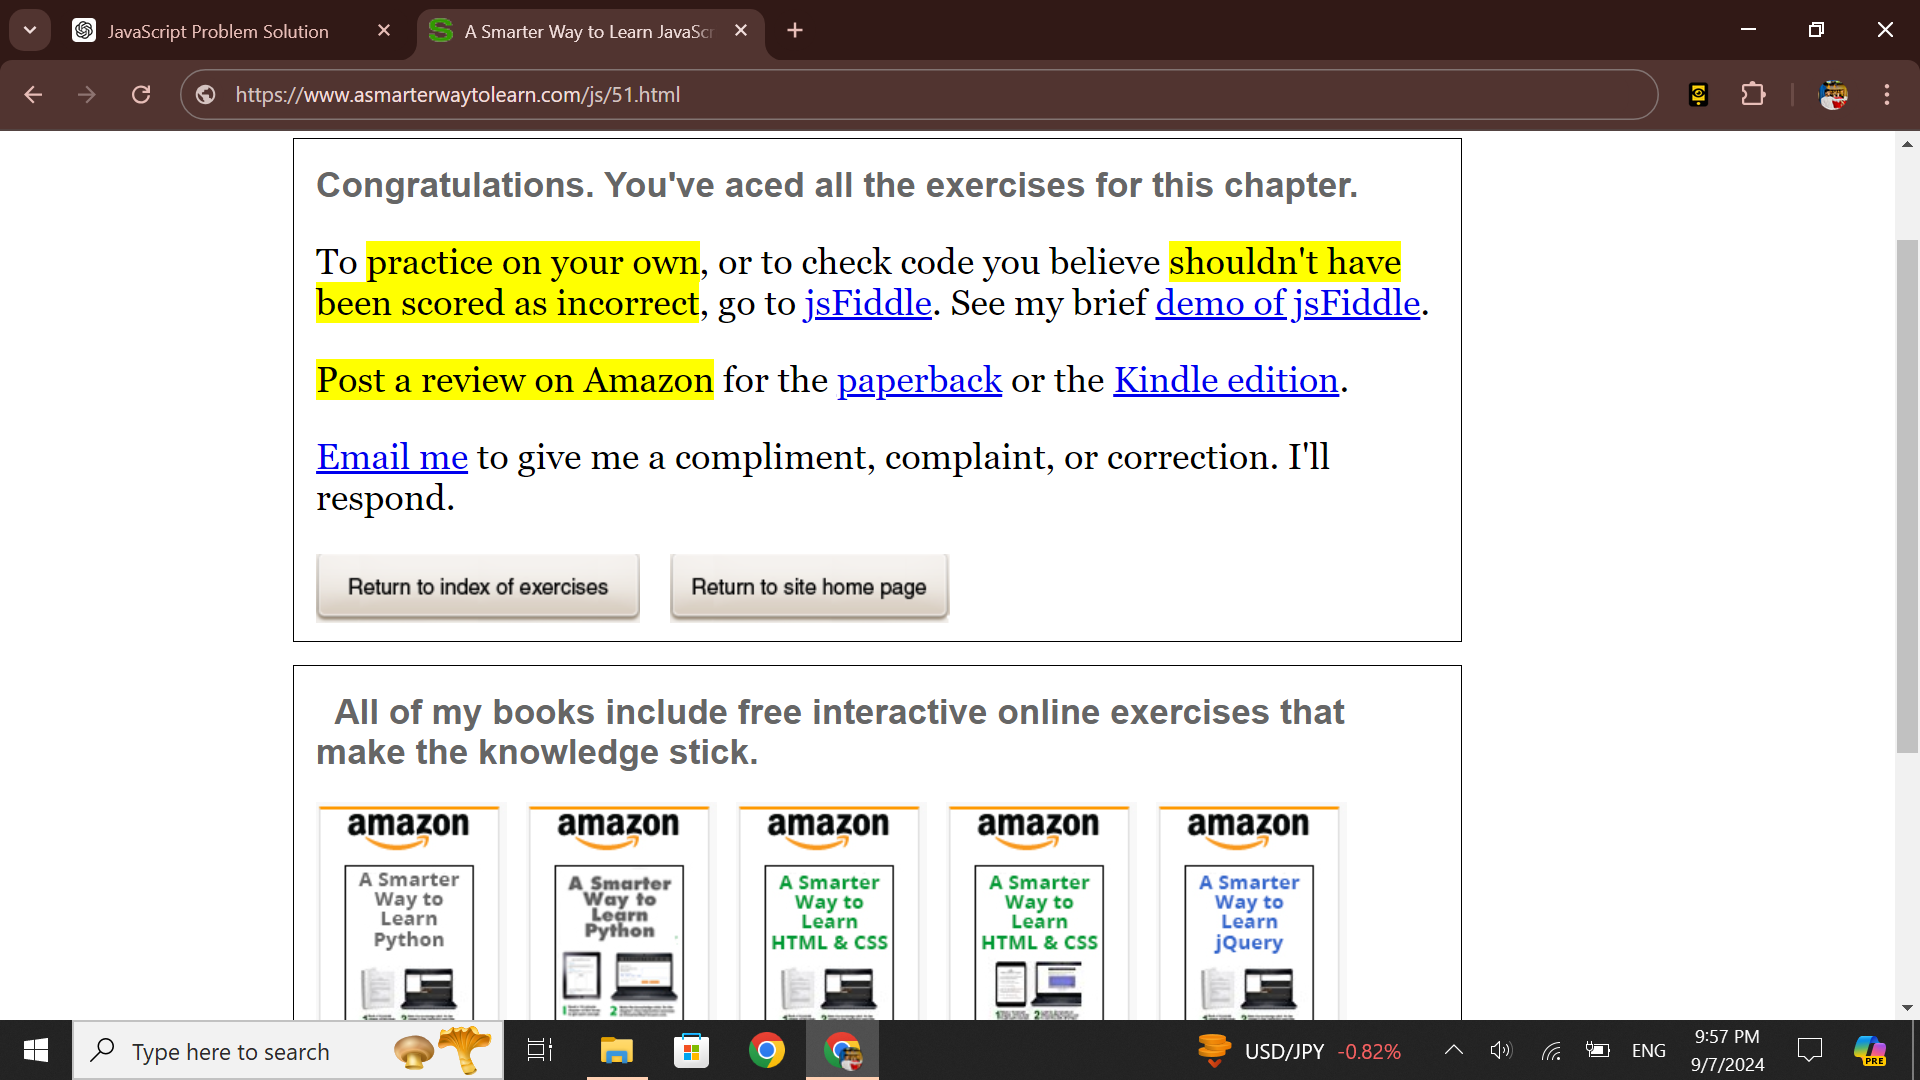 JavaScript Problem Solution
A Smarter Way to Learn JavaScr
https://www.asmarterwaytolearn.com/js/51.html
Congratulations. You've aced all the exercises for this chapter.
To practice on your own, or to check code you believe shouldn't have
been scored as incorrect, go to jsFiddle. See my brief demo of jsFiddle.
Post a review on Amazon for the paperback or the Kindle edition.
Email me to give me a compliment, complaint, or correction. I'll
respond.
Return to index of exercises
Return to site home page
All of my books include free interactive online exercises that
make the knowledge stick.
amazon
A Smarter
Way to
Learn
Python
amazon
A Smarter
Way to
Learn
Python
amazon
A Smarter
Way to
Learn
HTML & CSS
amazon
A Smarter
Way to
Learn
HTML & CSS
amazon
A Smarter
Way to
Learn
jQuery
Type here to search
USD/JPY -0.82%
ENG
9:57 PM
9/7/2024
PRE